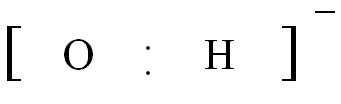 [ O : H ]⁻